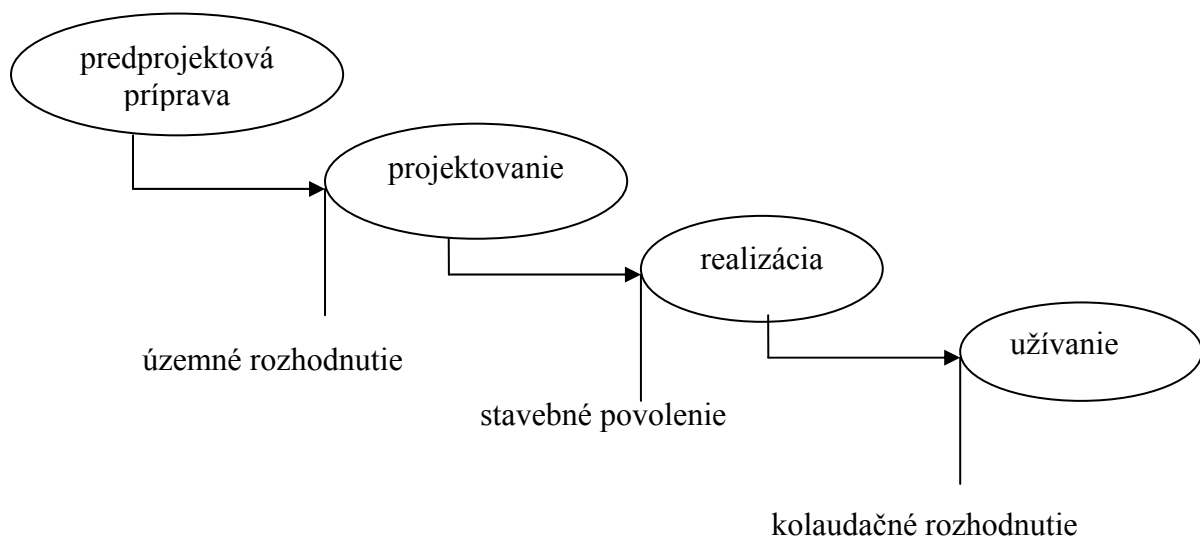 predprojektová
príprava
projektovanie
realizácia
užívanie
územné rozhodnutie
stavebné povolenie
kolaudačné rozhodnutie